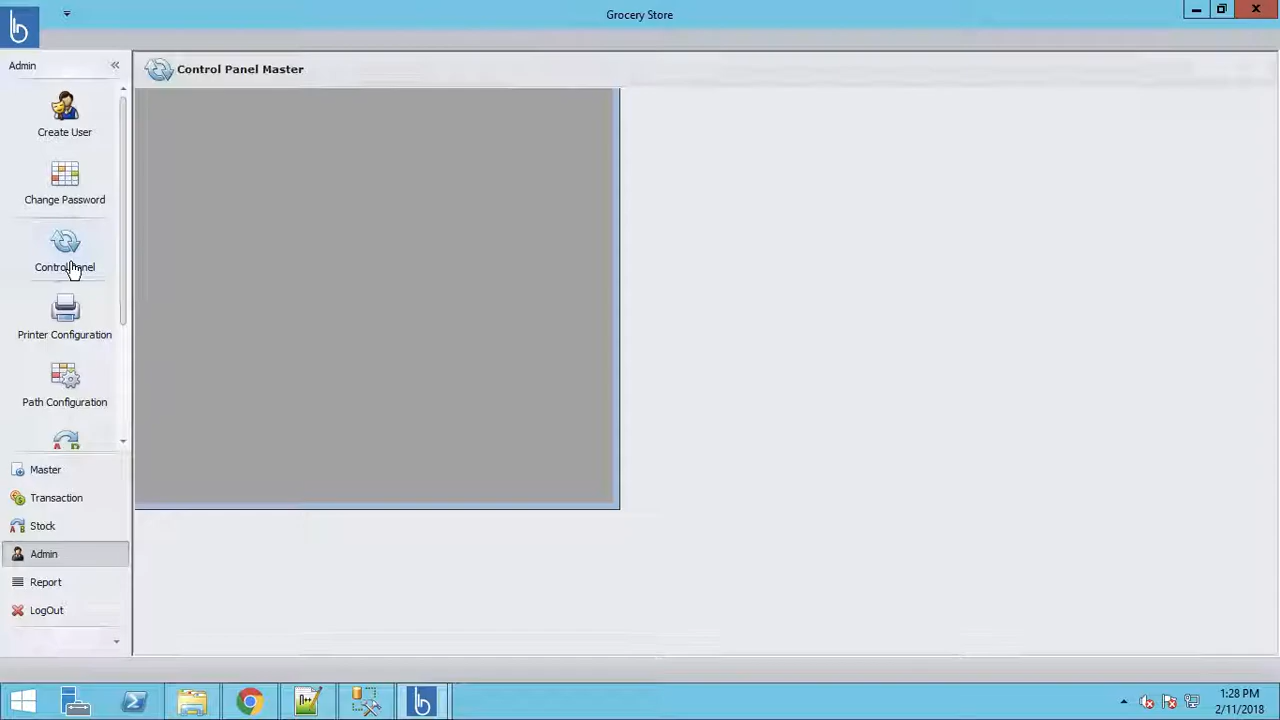 Grocery Store
Admin «
Control Panel Master
Create User
Change Password
Control Panel
Printer Configuration
Path Configuration
Master
Transaction
Stock
Admin
Report
LogOut
1:28 PM
2/11/2018